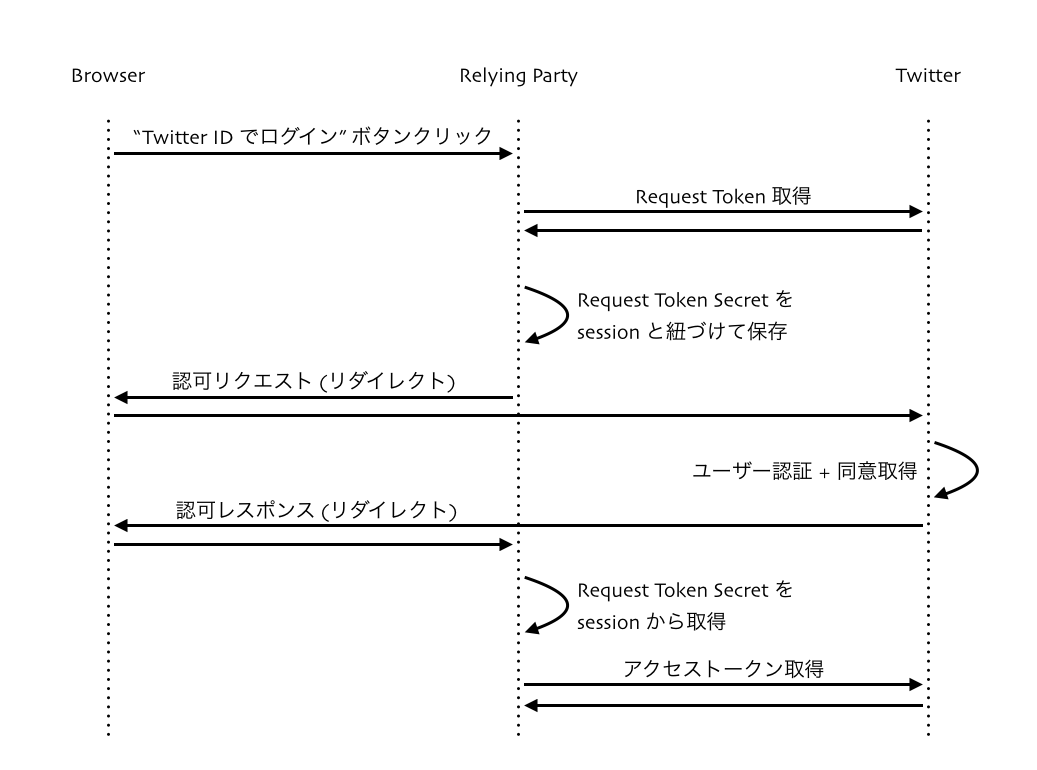 Browser
Relying Party
Twitter
“Twitter ID でログイン” ボタンクリック
Request Token 取得
Request Token Secret を
session と紐づけて保存
認可リクエスト (リダイレクト)
ユーザー認証 + 同意取得
認可レスポンス (リダイレクト)
Request Token Secret を
session から取得
アクセストークン取得